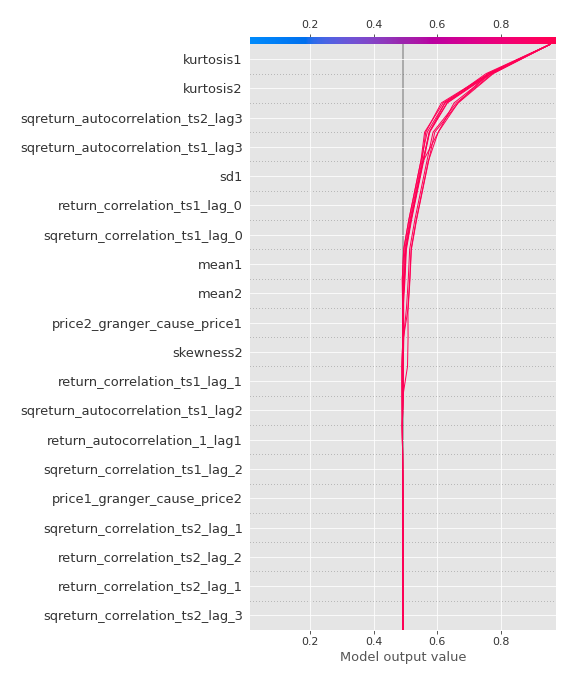 0.2 0.4 0.6 0.8
kurtosis1
kurtosis2
sqreturn_autocorrelation_ts2_lag3
sqreturn_autocorrelation_ts1_lag3
sd1
return_correlation_ts1_lag_0
sqreturn_correlation_ts1_lag_0
mean1
mean2
price2_granger_cause_price1
skewness2
return_correlation_ts1_lag_1
sqreturn_autocorrelation_ts1_lag2
return_autocorrelation_1_lag1
sqreturn_correlation_ts1_lag_2
price1_granger_cause_price2
sqreturn_correlation_ts2_lag_1
return_correlation_ts2_lag_2
return_correlation_ts2_lag_1
sqreturn_correlation_ts2_lag_3
0.2 0.4 0.6 0.8
Model output value